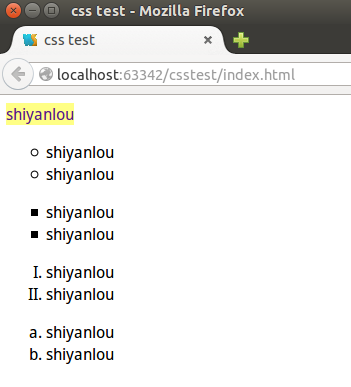 css test - Mozilla Firefox
css test
localhost:63342/csstest/index.html
shiyanlou
shiyanlou
shiyanlou
shiyanlou
shiyanlou
I. shiyanlou
II. shiyanlou
a. shiyanlou
b. shiyanlou